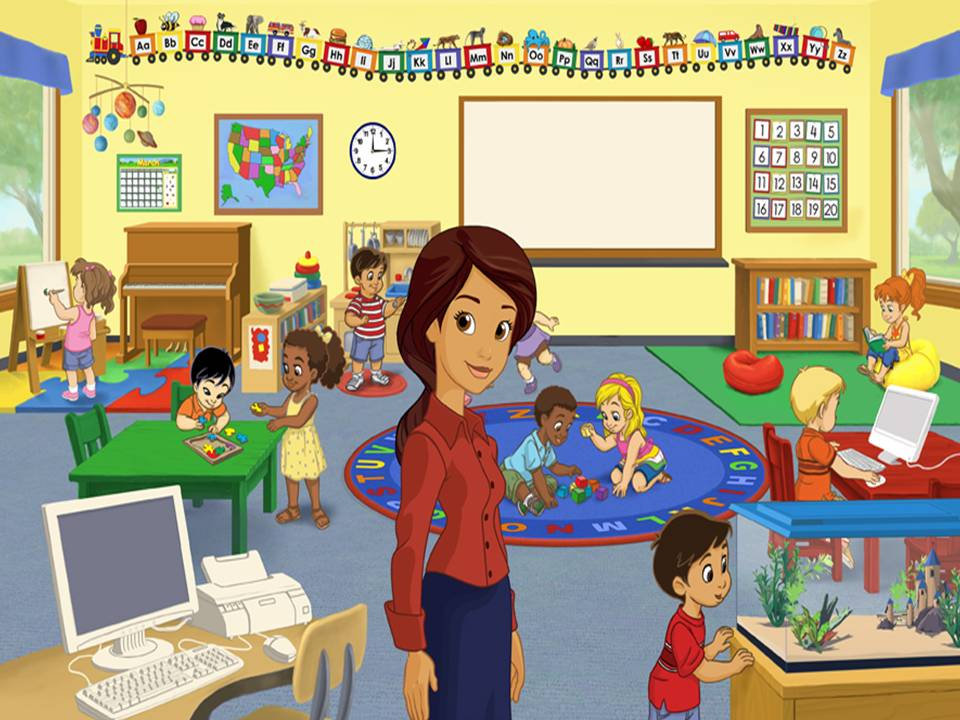 Aa Bb Cc Dd Ee Ff Gg Hh Ii Jj Kk Ll Mm Nn Oo Pp Qq Rr Ss Tt Uu Vv Ww Xx Yy Zz
March
1 2 3 4 5
6 7 8 9 10
11 12 13 14 15
16 17 18 19 20